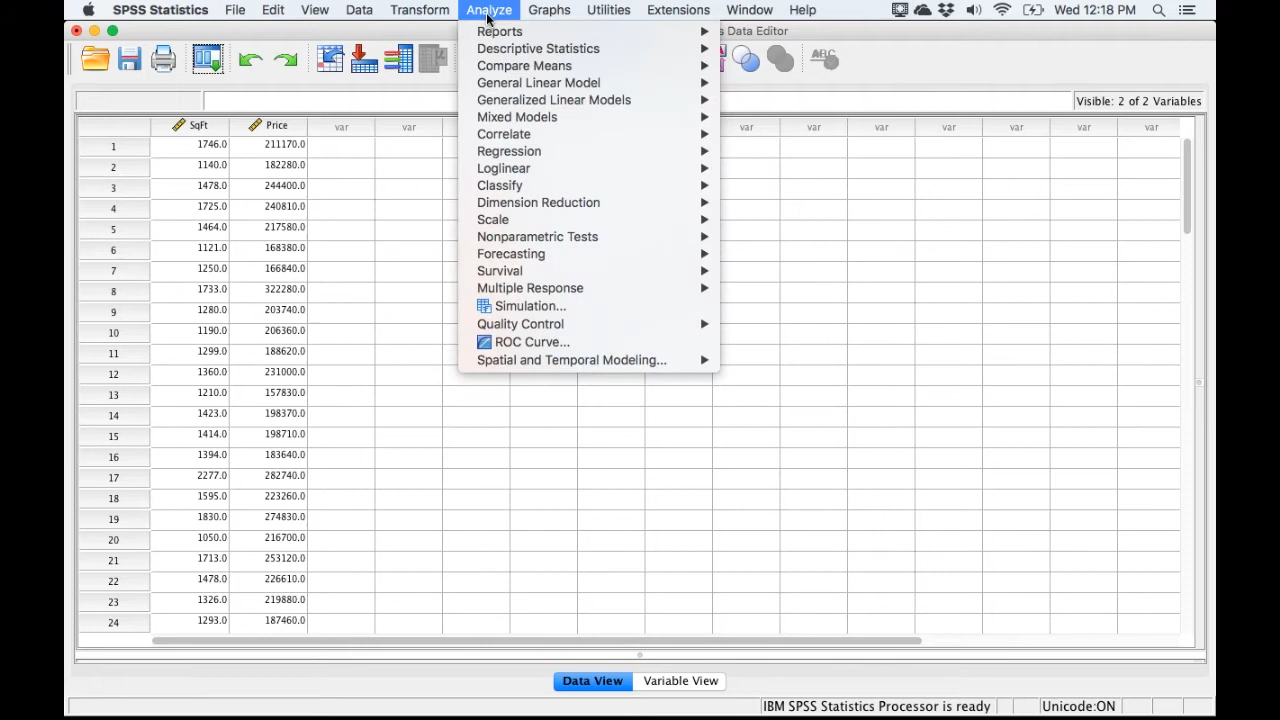 SPSS Statistics File Edit View Data Transform Analyze Graphs Utilities Extensions Window Help Wed 12:18 PM
s Data Editor
ABC
Visible: 2 of 2 Variables
SqFt Price var var var var var var var var var var
Reports
Descriptive Statistics
Compare Means
General Linear Model
Generalized Linear Models
Mixed Models
Correlate
Regression
Loglinear
Classify
Dimension Reduction
Scale
Nonparametric Tests
Forecasting
Survival
Multiple Response
Simulation...
Quality Control
ROC Curve...
Spatial and Temporal Modeling...
1 1746.0 211170.0
2 1140.0 182280.0
3 1478.0 244400.0
4 1725.0 240810.0
5 1464.0 217580.0
6 1121.0 168380.0
7 1250.0 166840.0
8 1733.0 322280.0
9 1280.0 203740.0
10 1190.0 206360.0
11 1299.0 188620.0
12 1360.0 231000.0
13 1210.0 157830.0
14 1423.0 198370.0
15 1414.0 198710.0
16 1394.0 183640.0
17 2277.0 282740.0
18 1595.0 223260.0
19 1830.0 274830.0
20 1050.0 216700.0
21 1713.0 253120.0
22 1478.0 226610.0
23 1326.0 219880.0
24 1293.0 187460.0
Data View Variable View
IBM SPSS Statistics Processor is ready Unicode:ON